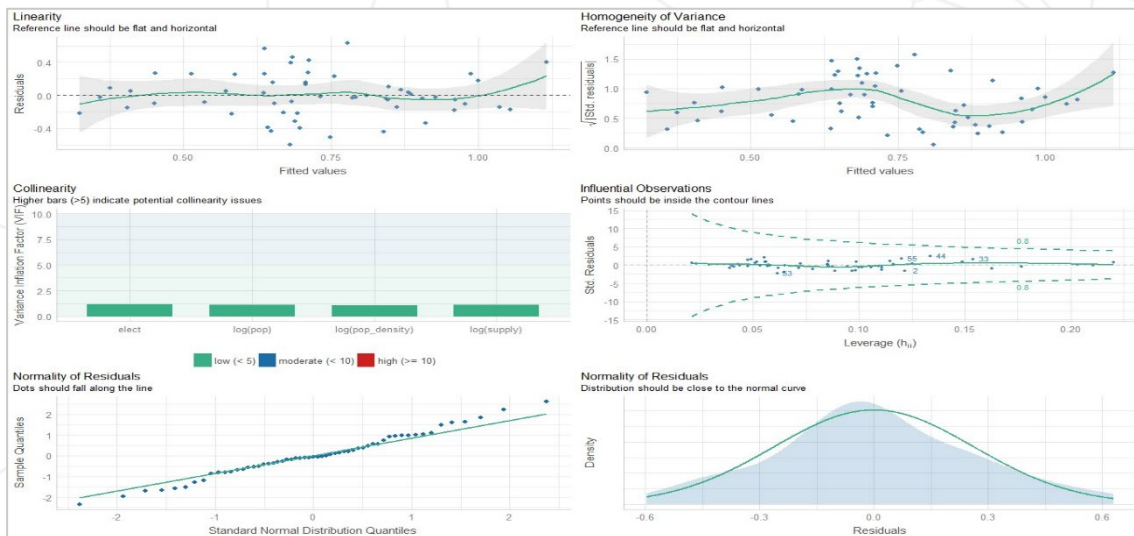 Linearity
Reference line should be flat and horizontal
Residuals
0.4
0.0
-0.4
0.50
0.75
1.00
Fitted values
Homogeneity of Variance
Reference line should be flat and horizontal
√|Std. residuals|
1.5
1.0
0.5
0.0
0.50
0.75
1.00
Fitted values
Collinearity
Higher bars (>5) indicate potential collinearity issues
Variance Inflation Factor (VIF)
10.0
7.5
5.0
2.5
0.0
elect
log(pop)
log(pop_density)
log(supply)
low (< 5)
moderate (< 10)
high (>= 10)
Influential Observations
Points should be inside the contour lines
Std. Residuals
15
10
5
0
-5
-10
-15
0.8
55
44
33
53
2
0.8
0.00
0.05
0.10
0.15
0.20
Leverage (hii)
Normality of Residuals
Dots should fall along the line
Sample Quantiles
2
1
0
-1
-2
-2
-1
0
1
2
Standard Normal Distribution Quantiles
Normality of Residuals
Distribution should be close to the normal curve
Density
-0.6
-0.3
0.0
0.3
0.6
Residuals